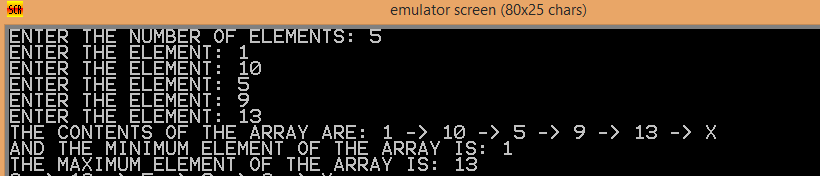 SCR
emulator screen (80x25 chars)
ENTER THE NUMBER OF ELEMENTS: 5
ENTER THE ELEMENT: 1
ENTER THE ELEMENT: 10
ENTER THE ELEMENT: 5
ENTER THE ELEMENT: 9
ENTER THE ELEMENT: 13
THE CONTENTS OF THE ARRAY ARE: 1 -> 10 -> 5 -> 9 -> 13 -> X
AND THE MINIMUM ELEMENT OF THE ARRAY IS: 1
THE MAXIMUM ELEMENT OF THE ARRAY IS: 13